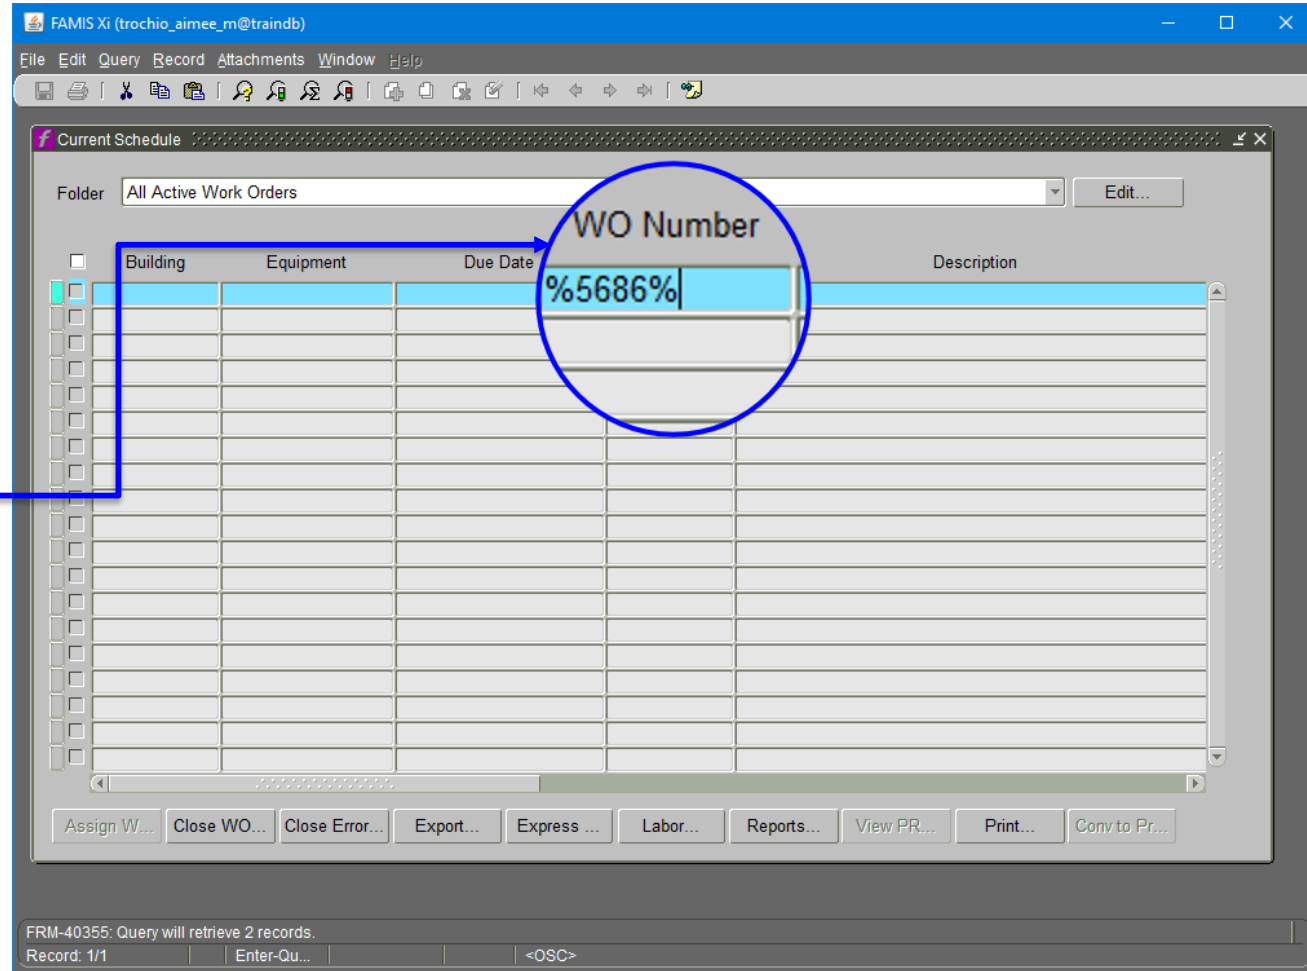 FAMIS Xi (trochio_aimee_m@traindb)
File Edit Query Record Attachments Window Help
Current Schedule
Folder All Active Work Orders Edit...
WO Number
Building Equipment Due Date Description
%5686%
Assign W... Close WO... Close Error... Export... Express ... Labor... Reports... View PR... Print... Conv to Pr...
FRM-40355: Query will retrieve 2 records.
Record: 1/1 Enter-Qu... <OSC>